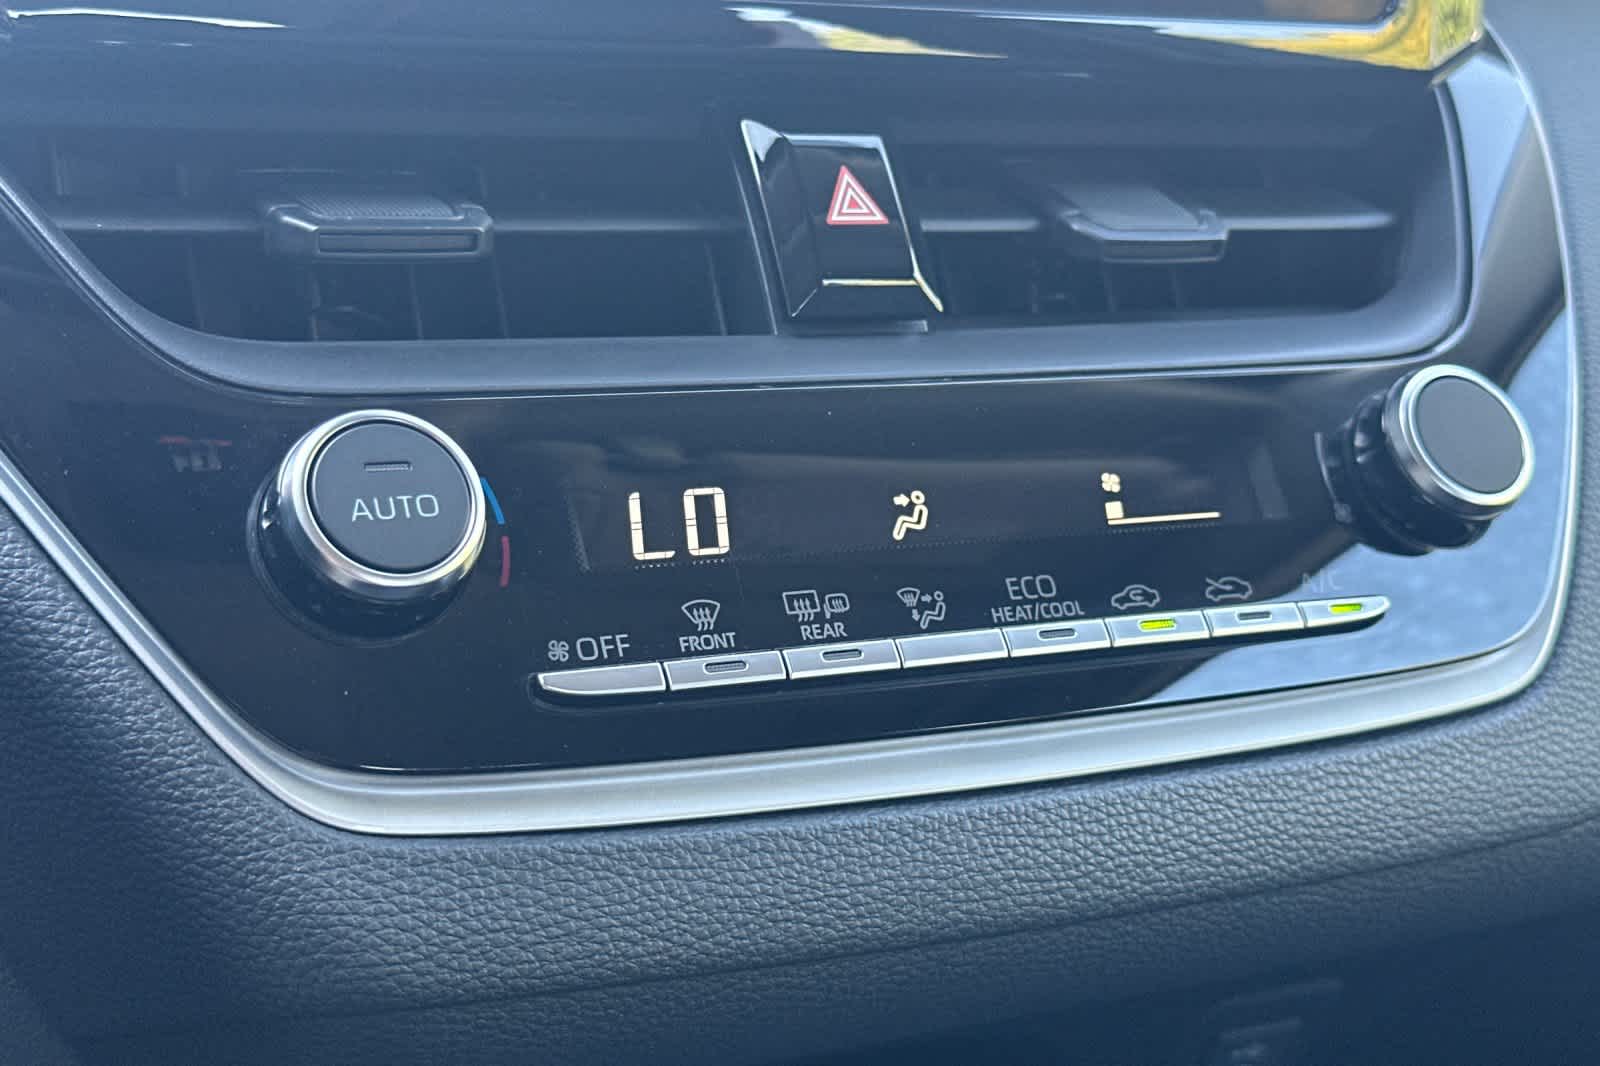 AUTO
LO
OFF
FRONT
REAR
ECO
HEAT/COOL
A/C